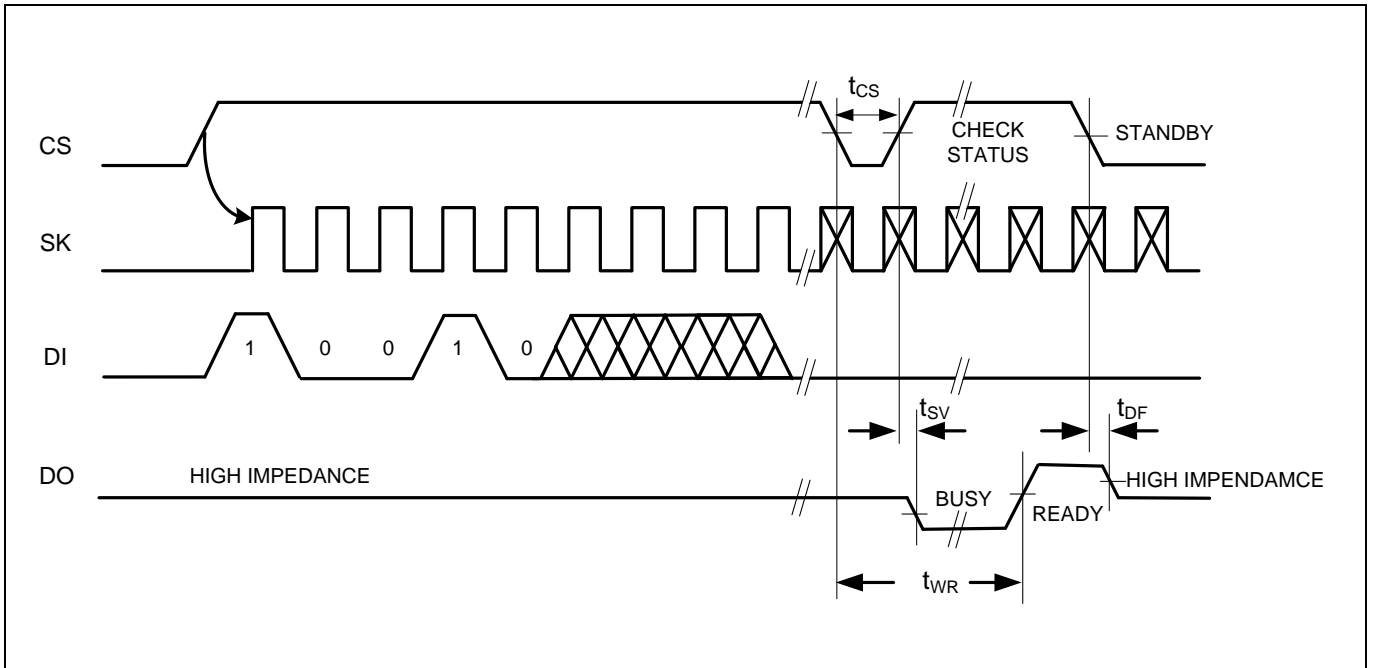 tCS
CS
CHECK
STATUS
STANDBY
SK
DI
1 0 0 1 0
tSV
tDF
DO
HIGH IMPEDANCE
BUSY
READY
HIGH IMPENDAMCE
tWR